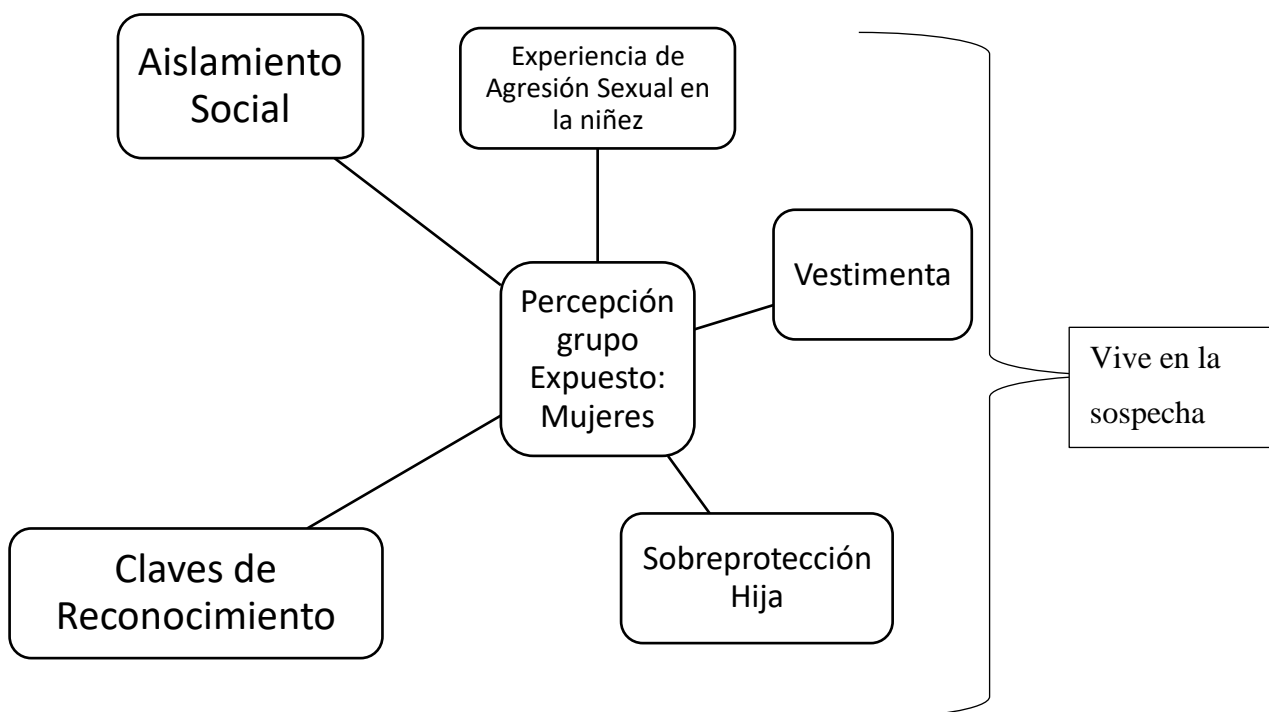 Aislamiento
Social
Experiencia de
Agresión Sexual en
la niñez
Vestimenta
Percepción
grupo
Expuesto:
Mujeres
Vive en la
sospecha
Claves de
Reconocimiento
Sobreprotección
Hija